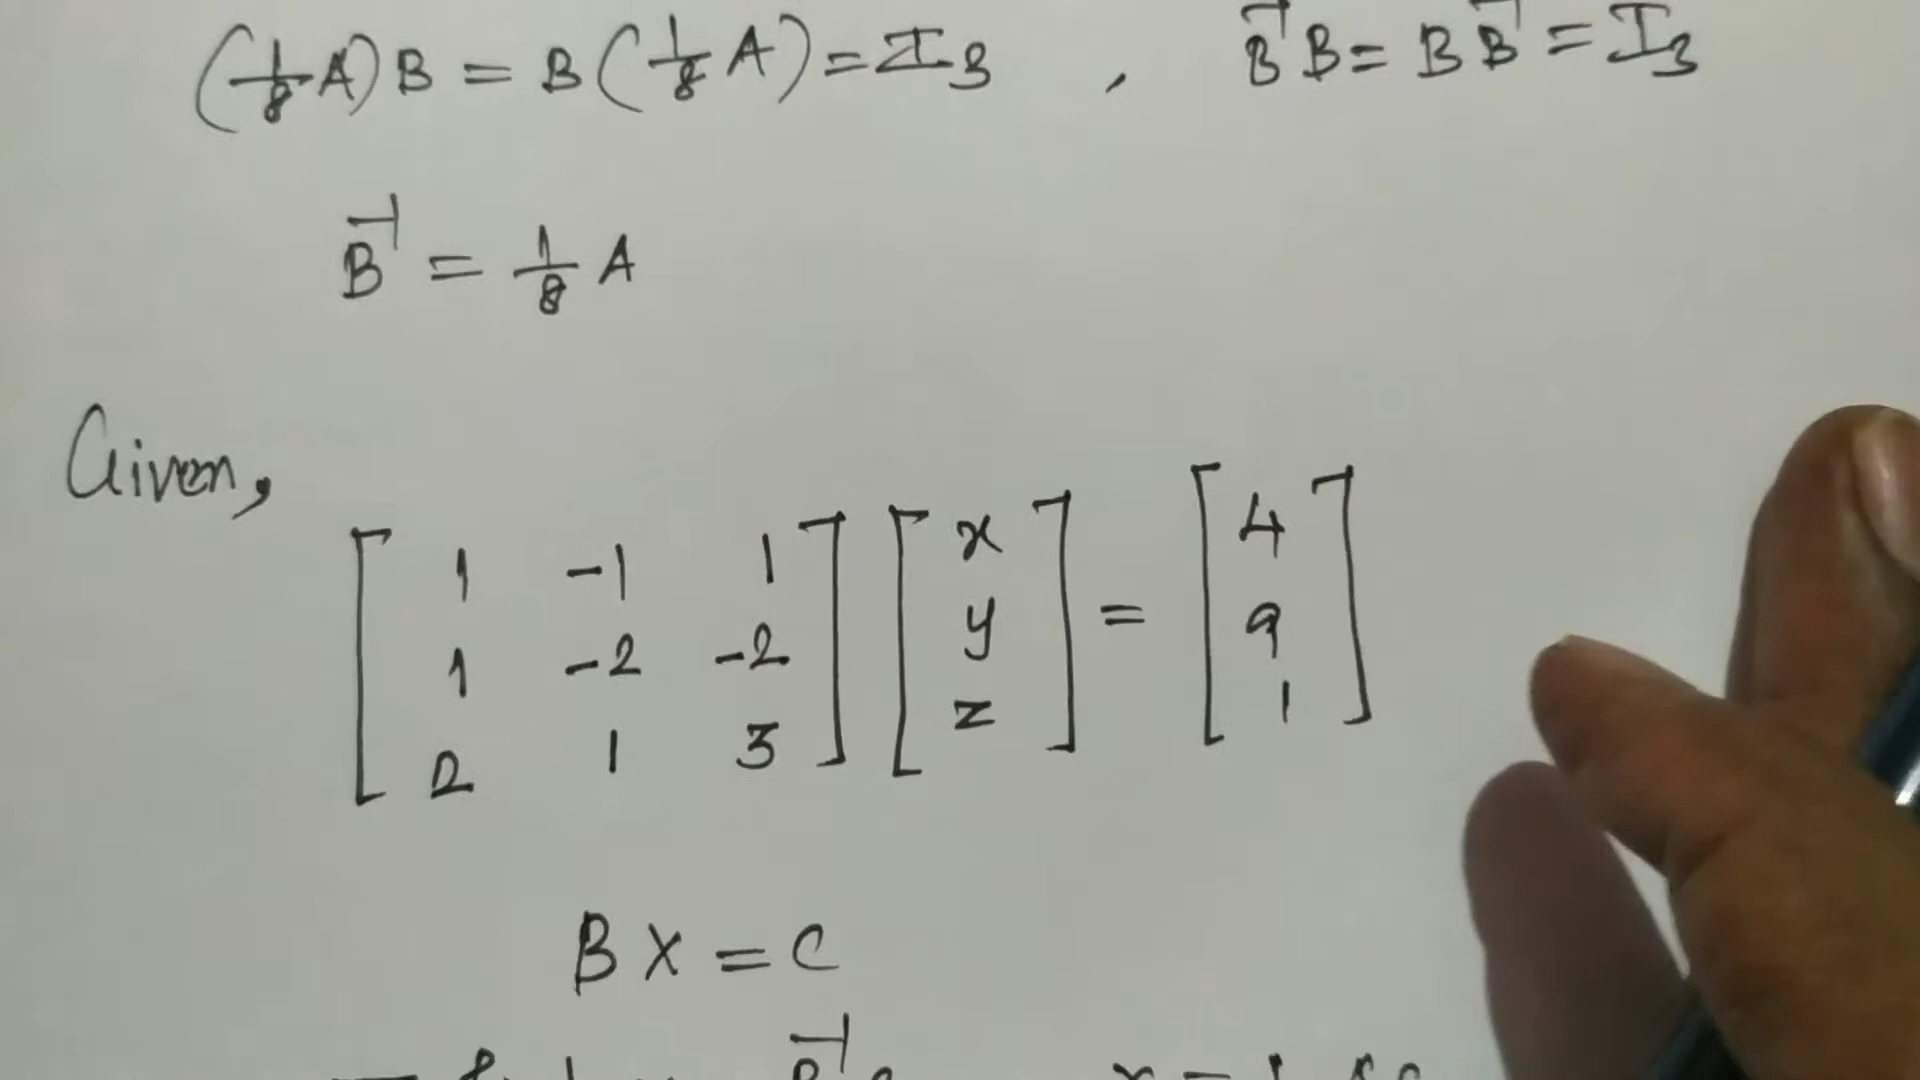 (1/8 A) B = B (1/8 A) = I₃ , B⁻¹ B = B B⁻¹ = I₃
B⁻¹ = 1/8 A
Given,
[ 1 -1 1 ] [ x ] = [ 4 ]
[ 1 -2 -2 ] [ y ] [ 9 ]
[ 2 1 3 ] [ z ] [ 1 ]
B X = C